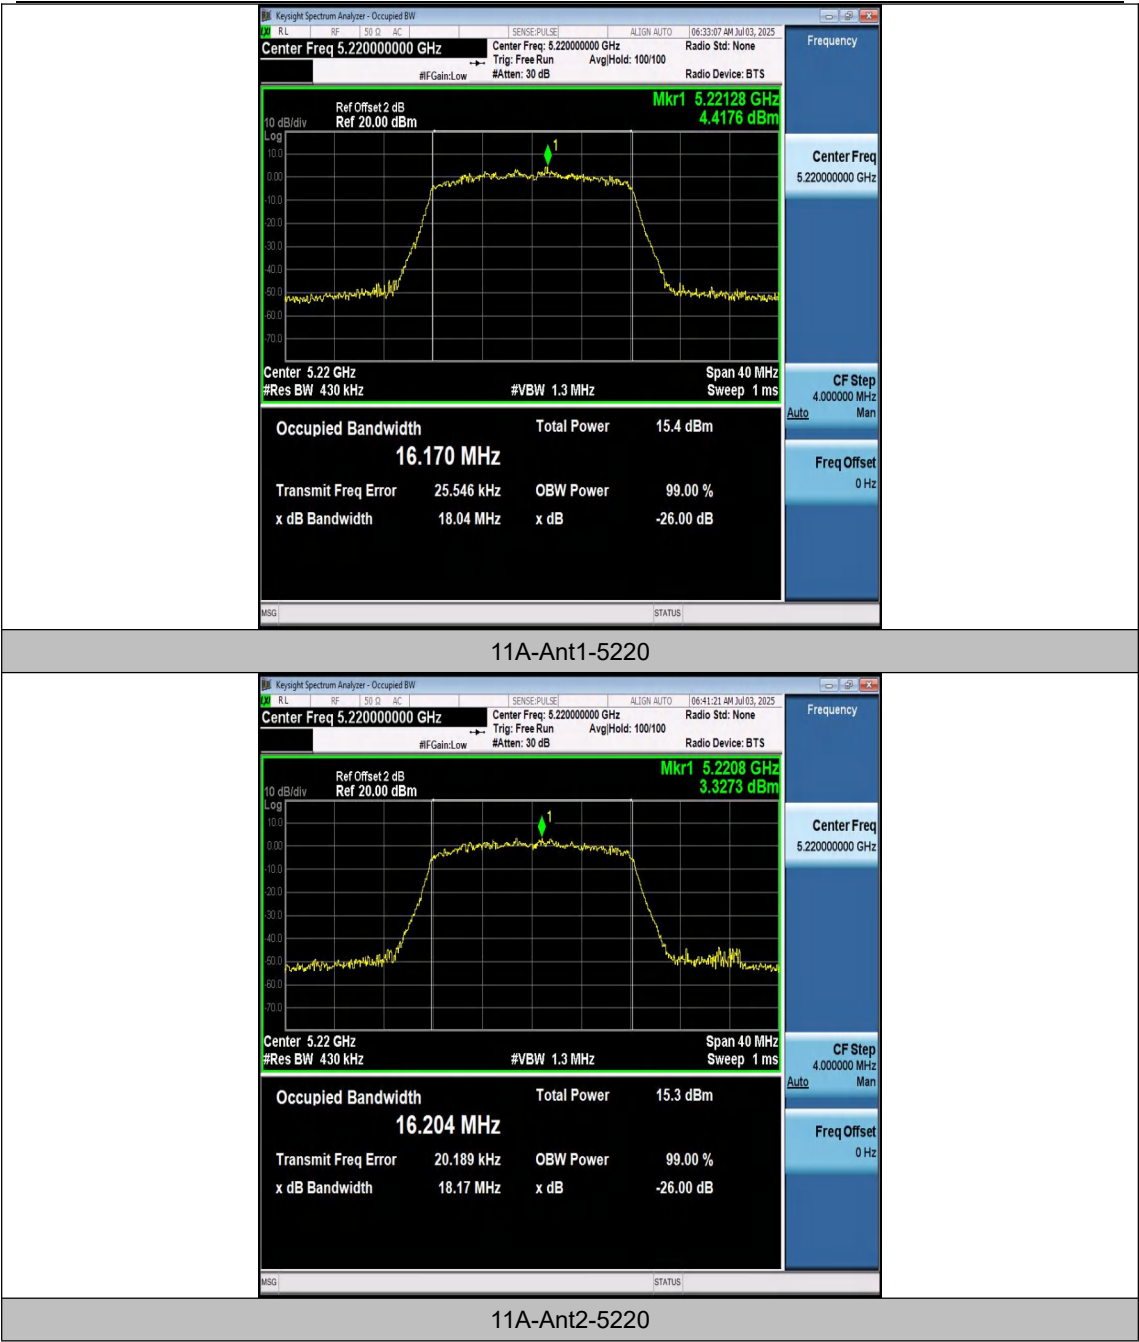 Keysight Spectrum Analyzer - Occupied BW
RL RF 50 Ω AC SENSE:PULSE ALIGN AUTO 06:33:07 AM Jul 03, 2025
Center Freq 5.220000000 GHz
Center Freq: 5.220000000 GHz Radio Std: None
Trig: Free Run Avg|Hold: 100/100
#IFGain:Low #Atten: 30 dB Radio Device: BTS
Frequency
Mkr1 5.22128 GHz
4.4176 dBm
Ref Offset 2 dB
10 dB/div Ref 20.00 dBm
Log
10.0
1
0.00
-10.0
-20.0
-30.0
-40.0
-50.0
-60.0
-70.0
Center Freq
5.220000000 GHz
Center 5.22 GHz Span 40 MHz
#Res BW 430 kHz #VBW 1.3 MHz Sweep 1 ms
CF Step
4.000000 MHz
Auto Man
Occupied Bandwidth Total Power 15.4 dBm
16.170 MHz
Transmit Freq Error 25.546 kHz OBW Power 99.00 %
x dB Bandwidth 18.04 MHz x dB -26.00 dB
Freq Offset
0 Hz
MSG STATUS
11A-Ant1-5220
Keysight Spectrum Analyzer - Occupied BW
RL RF 50 Ω AC SENSE:PULSE ALIGN AUTO 06:41:21 AM Jul 03, 2025
Center Freq 5.220000000 GHz
Center Freq: 5.220000000 GHz Radio Std: None
Trig: Free Run Avg|Hold: 100/100
#IFGain:Low #Atten: 30 dB Radio Device: BTS
Frequency
Mkr1 5.2208 GHz
3.3273 dBm
Ref Offset 2 dB
10 dB/div Ref 20.00 dBm
Log
10.0
1
0.00
-10.0
-20.0
-30.0
-40.0
-50.0
-60.0
-70.0
Center Freq
5.220000000 GHz
Center 5.22 GHz Span 40 MHz
#Res BW 430 kHz #VBW 1.3 MHz Sweep 1 ms
CF Step
4.000000 MHz
Auto Man
Occupied Bandwidth Total Power 15.3 dBm
16.204 MHz
Transmit Freq Error 20.189 kHz OBW Power 99.00 %
x dB Bandwidth 18.17 MHz x dB -26.00 dB
Freq Offset
0 Hz
MSG STATUS
11A-Ant2-5220